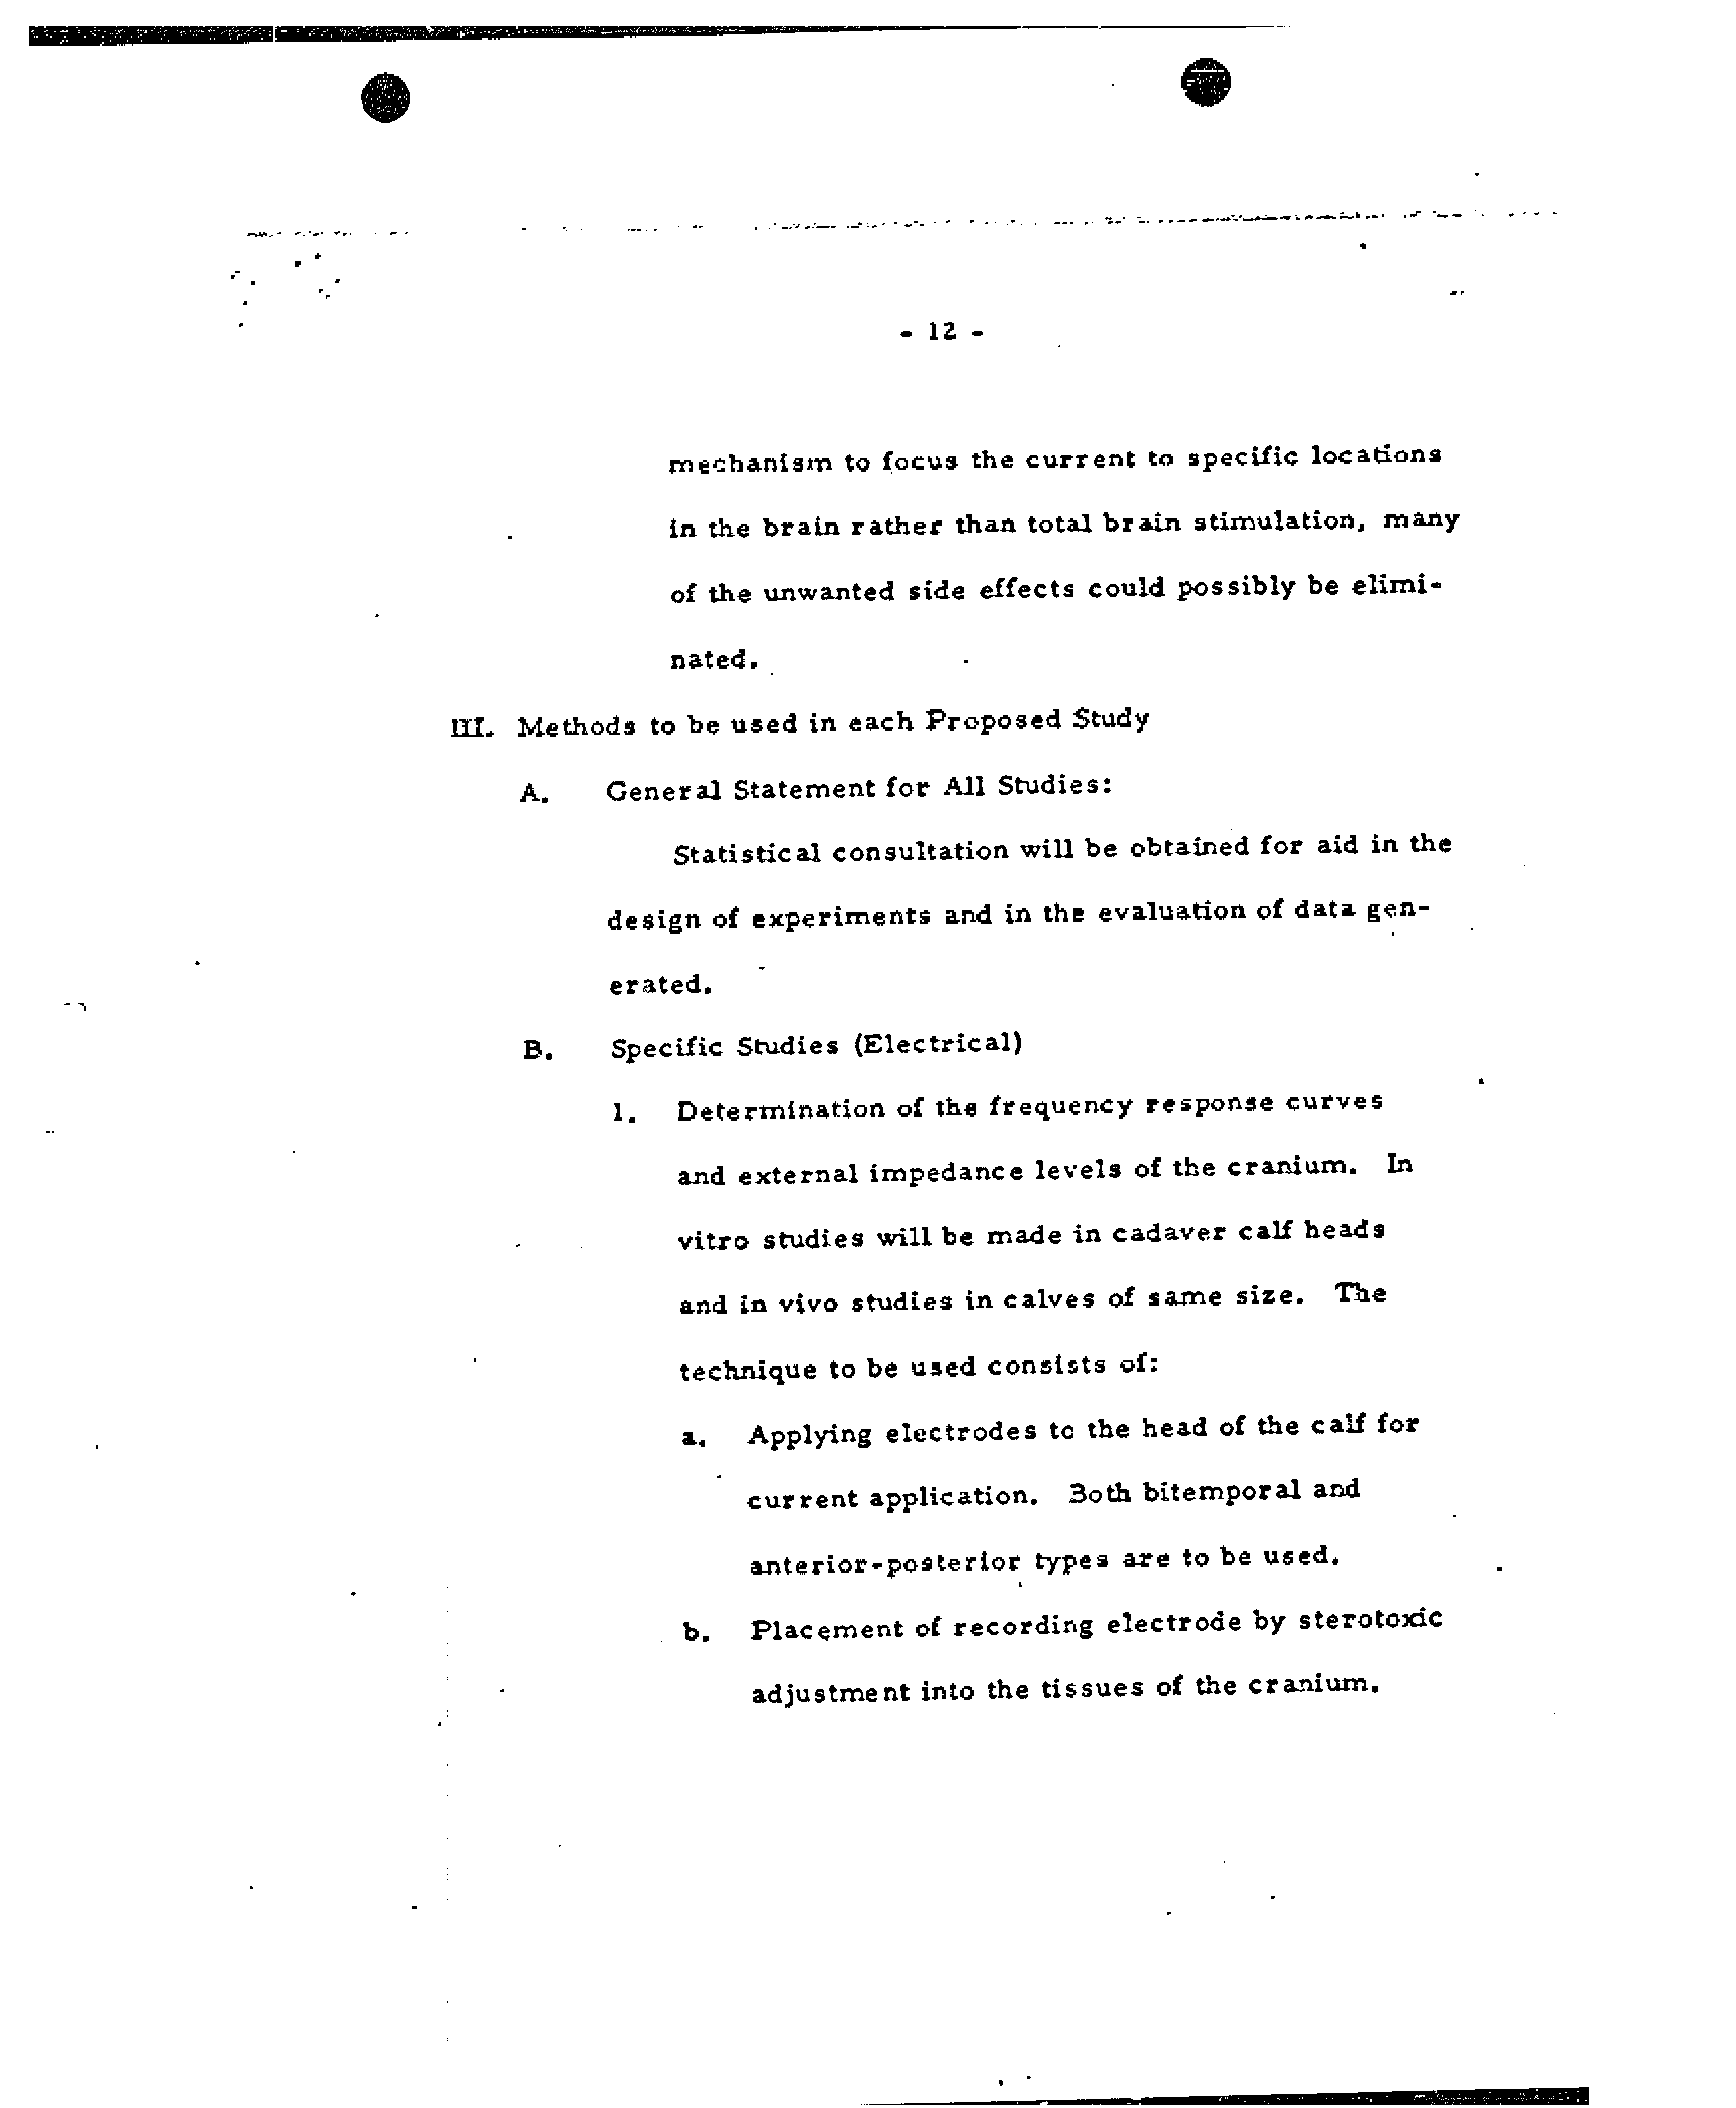 - 12 -
mechanism to focus the current to specific locations
in the brain rather than total brain stimulation, many
of the unwanted side effects could possibly be elimi-
nated.
III. Methods to be used in each Proposed Study
A. General Statement for All Studies:
Statistical consultation will be obtained for aid in the
design of experiments and in the evaluation of data gen-
erated.
B. Specific Studies (Electrical)
1. Determination of the frequency response curves
and external impedance levels of the cranium. In
vitro studies will be made in cadaver calf heads
and in vivo studies in calves of same size. The
technique to be used consists of:
a. Applying electrodes to the head of the calf for
current application. Both bitemporal and
anterior-posterior types are to be used.
b. Placement of recording electrode by sterotoxic
adjustment into the tissues of the cranium.